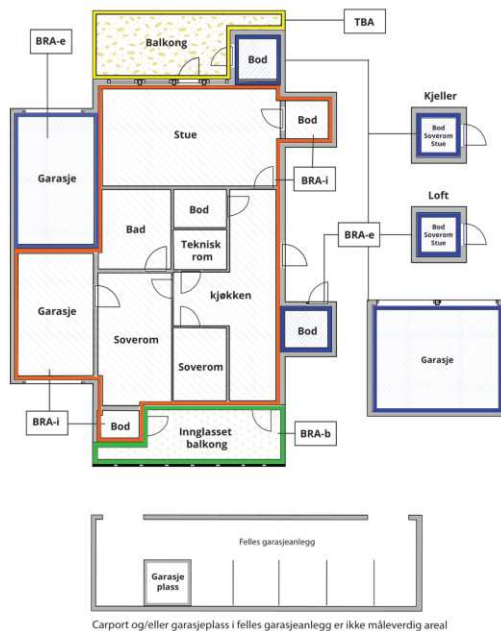 TBA
BRA-e
Balkong
Bod
Kjeller
Bod
Soverom
Stue
Stue
Bod
Garasje
BRA-i
Loft
Bod
Soverom
Stue
Bod
Bad
Teknisk
rom
BRA-e
Garasje
kjøkken
Bod
Soverom
Garasje
Soverom
BRA-i
Bod
Innglasset
balkong
BRA-b
Felles garasjeanlegg
Garasje
plass
Carport og/eller garasjeplass i felles garasjeanlegg er ikke måleverdig areal